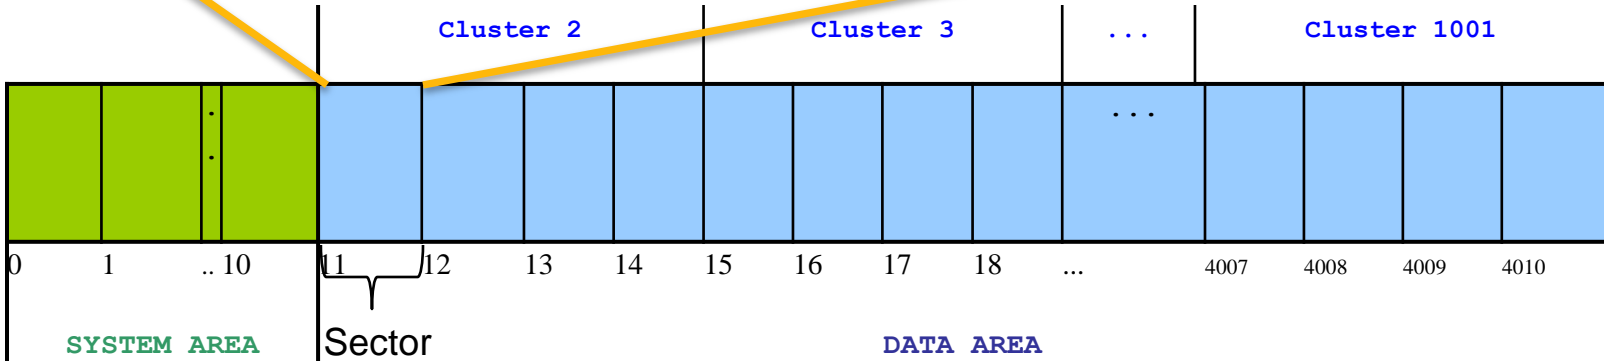 Cluster 2 Cluster 3 ... Cluster 1001
. ...
.
0 1 .. 10 11 12 13 14 15 16 17 18 ... 4007 4008 4009 4010
SYSTEM AREA Sector DATA AREA